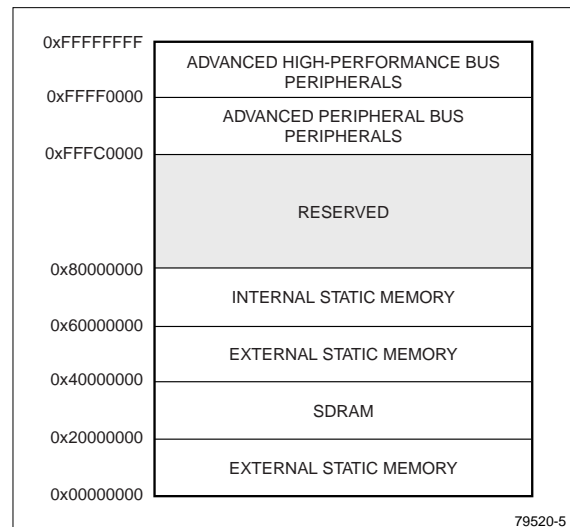 0xFFFFFFFF
ADVANCED HIGH-PERFORMANCE BUS
PERIPHERALS
0xFFFF0000
ADVANCED PERIPHERAL BUS
PERIPHERALS
0xFFFC0000
RESERVED
0x80000000
INTERNAL STATIC MEMORY
0x60000000
EXTERNAL STATIC MEMORY
0x40000000
SDRAM
0x20000000
EXTERNAL STATIC MEMORY
0x00000000
79520-5